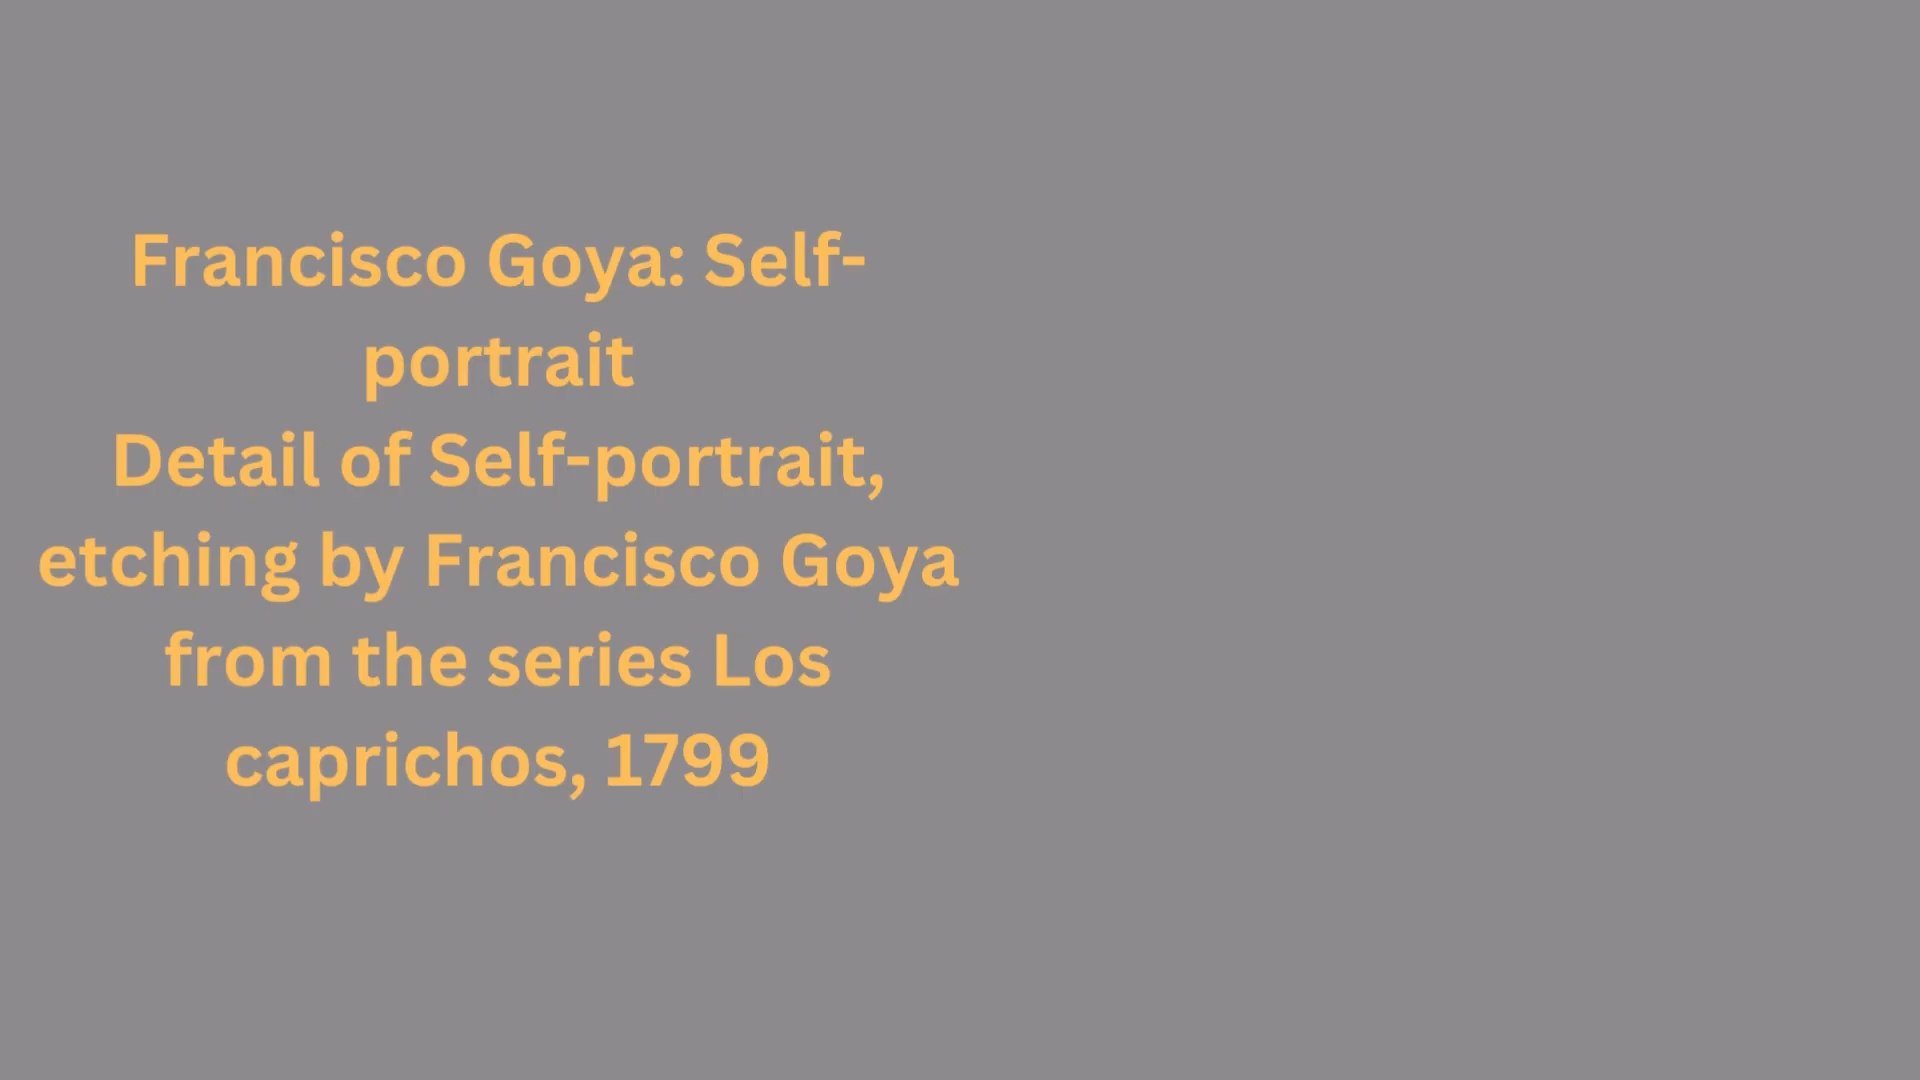 Francisco Goya: Self-
portrait
Detail of Self-portrait,
etching by Francisco Goya
from the series Los
caprichos, 1799